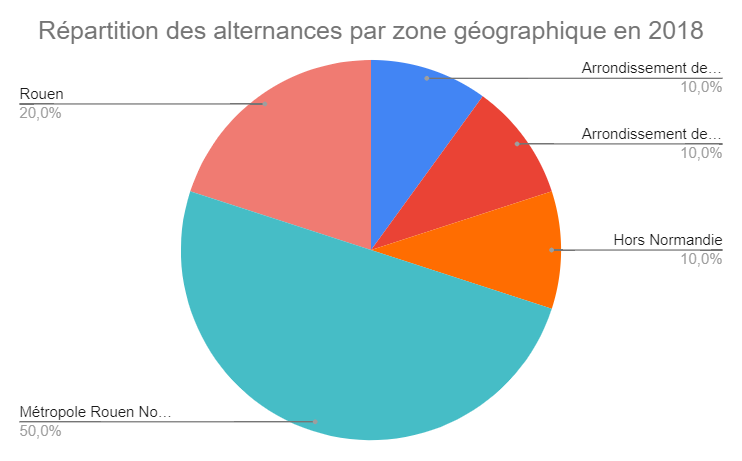 Répartition des alternances par zone géographique en 2018
Arrondissement de…
10,0%
Rouen
20,0%
Arrondissement de…
10,0%
Hors Normandie
10,0%
Métropole Rouen No…
50,0%